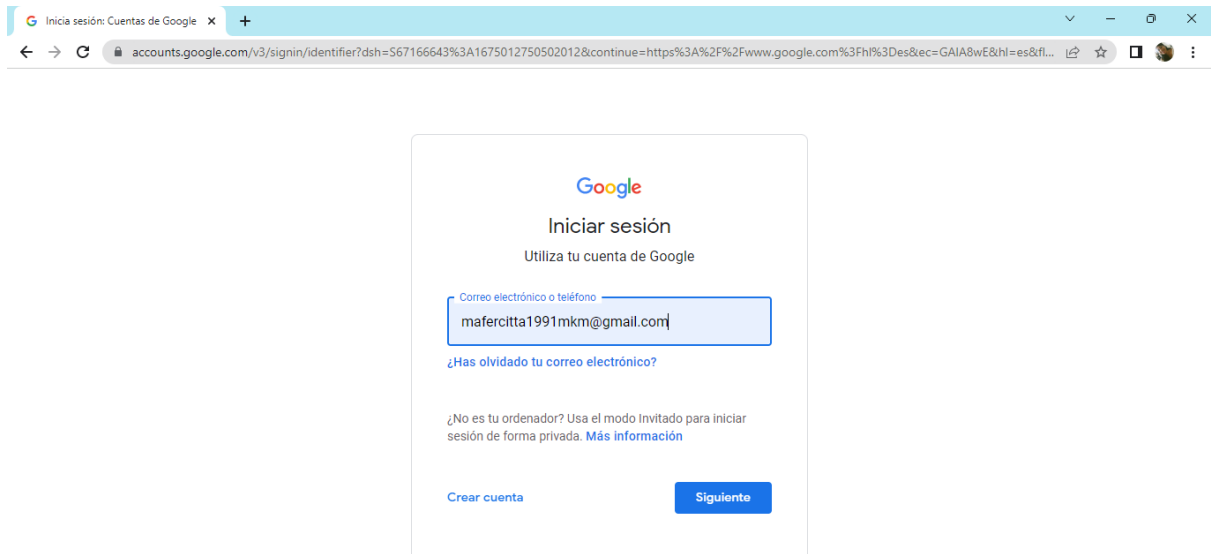 Inicia sesión: Cuentas de Google
accounts.google.com/v3/signin/identifier?dsh=S67166643%3A1675012750502012&continue=https%3A%2F%2Fwww.google.com%3Fhl%3Des&ec=GAlA8wE&hl=es&fl...
Google
Iniciar sesión
Utiliza tu cuenta de Google
Correo electrónico o teléfono
mafercitta1991mkm@gmail.com
¿Has olvidado tu correo electrónico?
¿No es tu ordenador? Usa el modo Invitado para iniciar
sesión de forma privada. Más información
Crear cuenta Siguiente